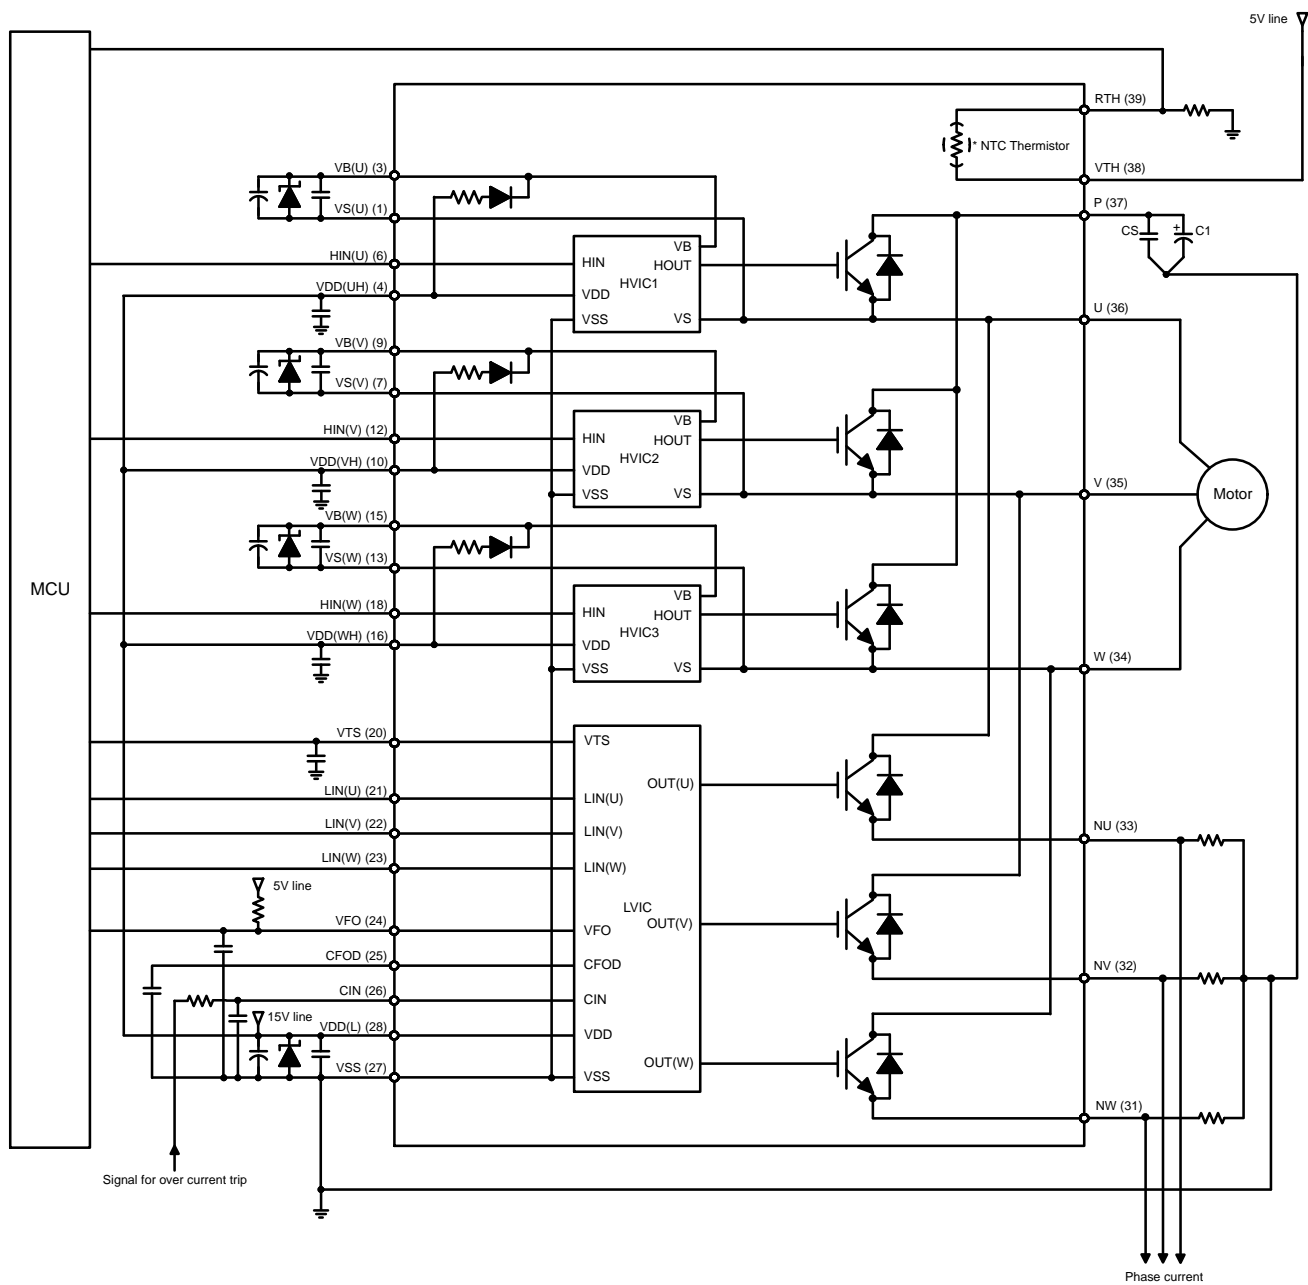 5V line
RTH (39)
* NTC Thermistor
VTH (38)
VB(U) (3)
VS(U) (1)
P (37)
CS
+
C1
VB
HIN(U) (6)
HIN
HOUT
HVIC1
VDD(UH) (4)
VDD
VSS
VS
U (36)
VB(V) (9)
VS(V) (7)
VB
HIN(V) (12)
HIN
HOUT
HVIC2
VDD(VH) (10)
VDD
VSS
VS
V (35)
Motor
VB(W) (15)
VS(W) (13)
MCU
VB
HIN(W) (18)
HIN
HOUT
HVIC3
VDD(WH) (16)
VDD
VSS
VS
W (34)
VTS (20)
VTS
OUT(U)
LIN(U) (21)
LIN(U)
LIN(V) (22)
LIN(V)
NU (33)
LIN(W) (23)
LIN(W)
5V line
LVIC
VFO (24)
VFO
OUT(V)
CFOD (25)
CFOD
NV (32)
CIN (26)
CIN
15V line
VDD(L) (28)
VDD
VSS (27)
VSS
OUT(W)
NW (31)
Signal for over current trip
Phase current